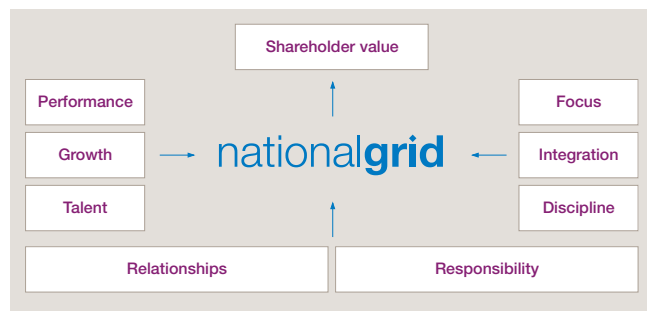 Shareholder value
Performance
Growth
Talent
nationalgrid
Focus
Integration
Discipline
Relationships
Responsibility